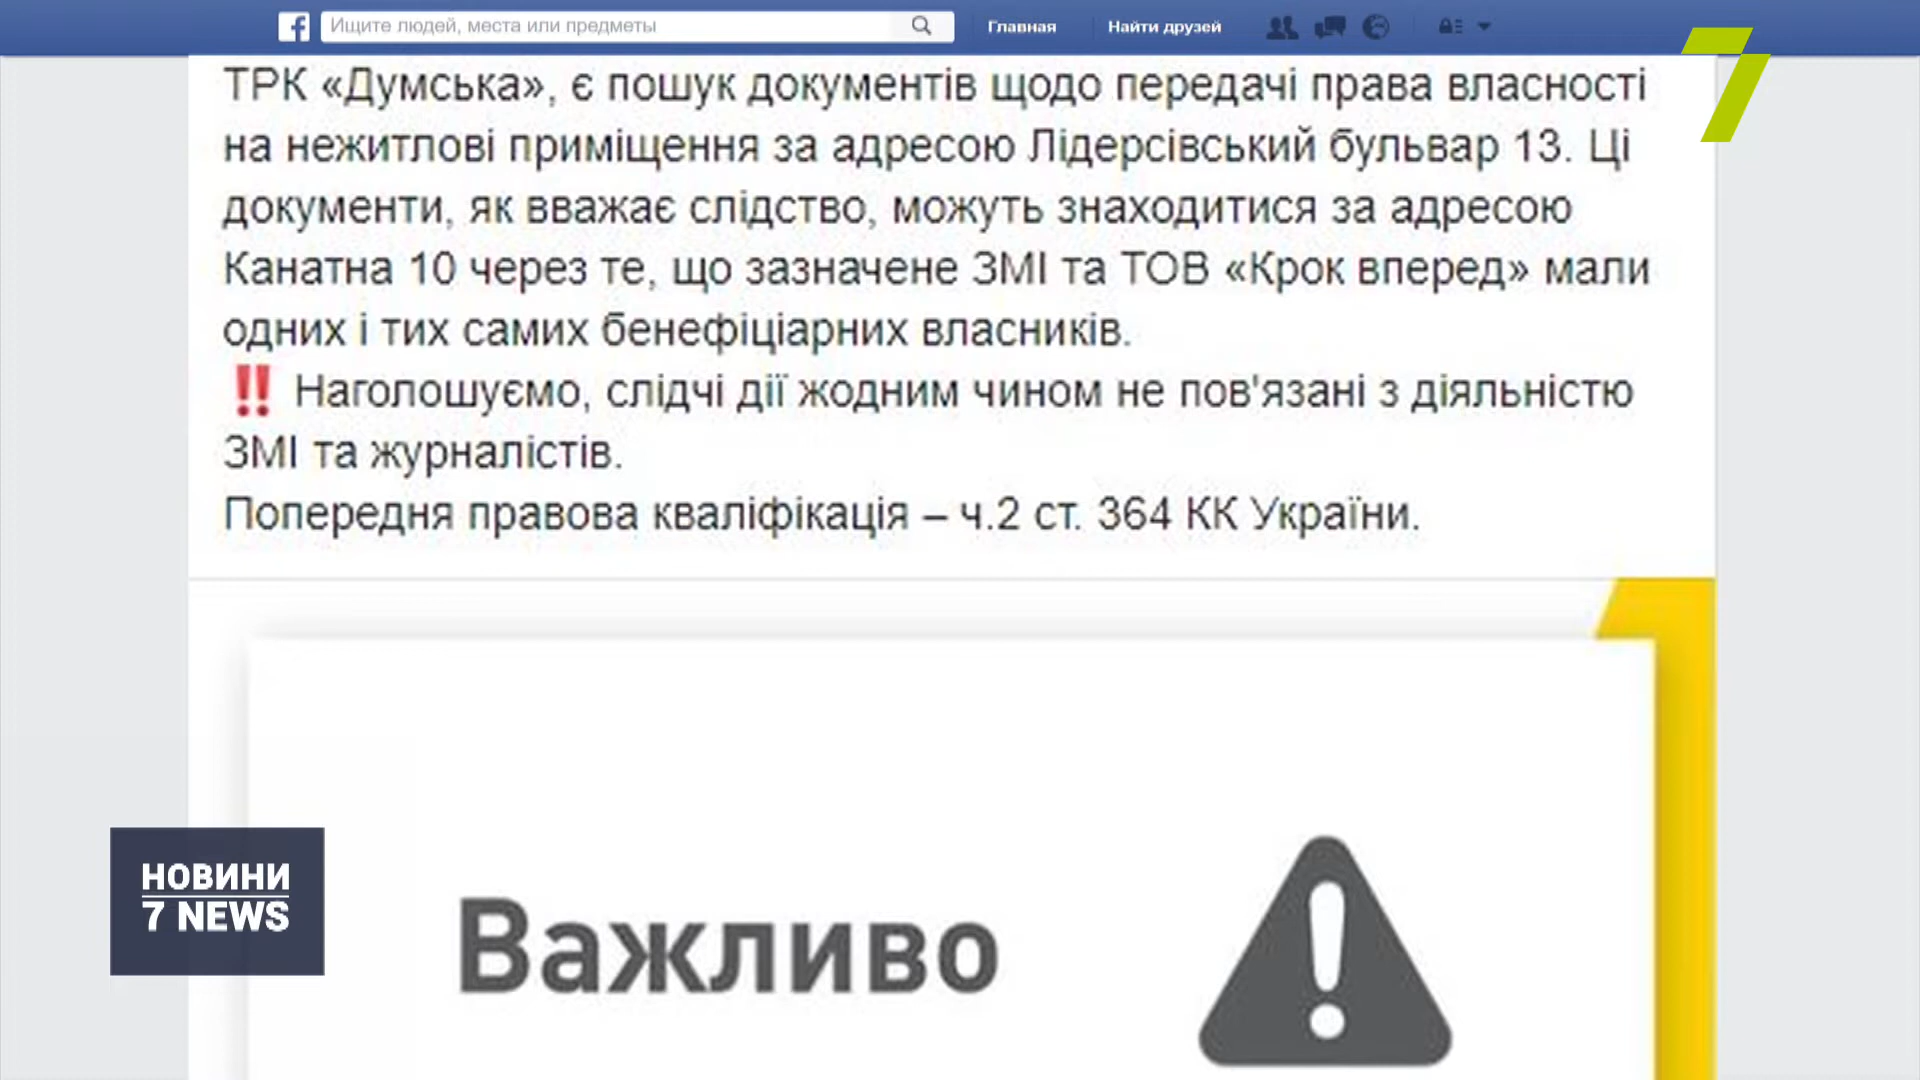 Ищите людей, места или предметы
Главная
Найти друзей
7
ТРК «Думська», є пошук документів щодо передачі права власності
на нежитлові приміщення за адресою Лідерсівський бульвар 13. Ці
документи, як вважає слідство, можуть знаходитися за адресою
Канатна 10 через те, що зазначене ЗМІ та ТОВ «Крок вперед» мали
одних і тих самих бенефіціарних власників.
‼ Наголошуємо, слідчі дії жодним чином не пов'язані з діяльністю
ЗМІ та журналістів.
Попередня правова кваліфікація – ч.2 ст. 364 КК України.
НОВИНИ
7 NEWS
Важливо